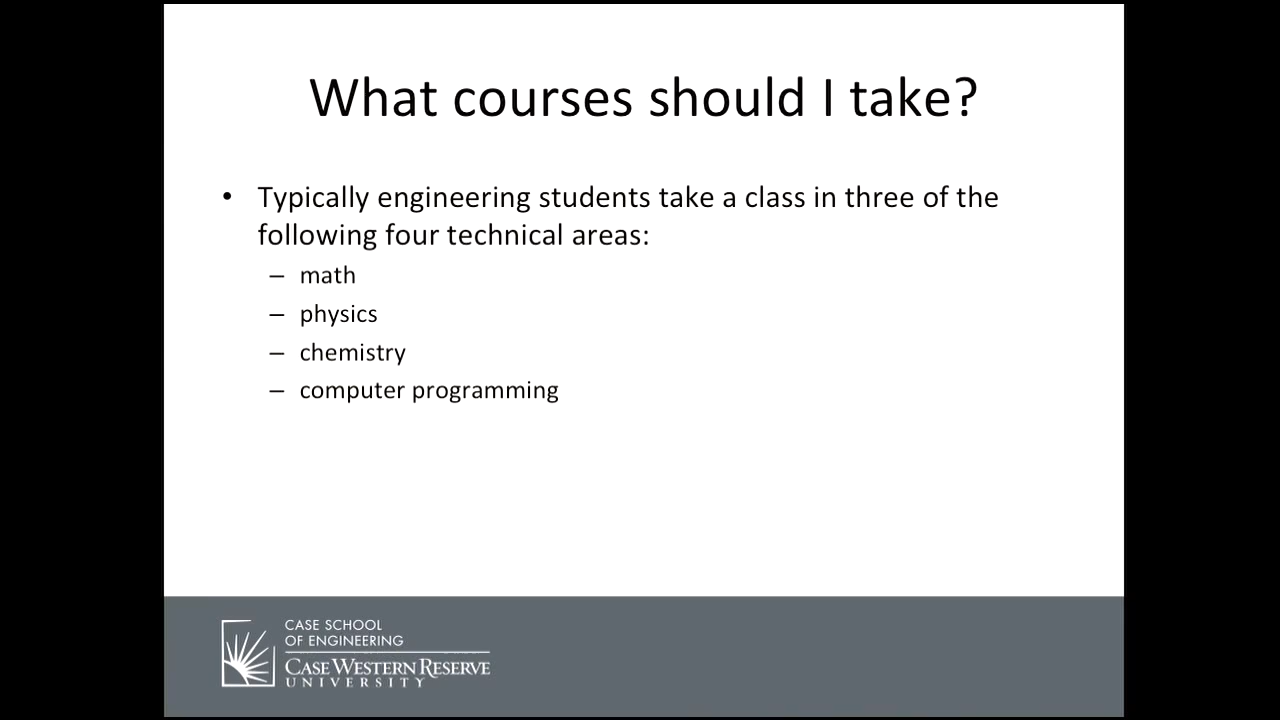 What courses should I take?
• Typically engineering students take a class in three of the
following four technical areas:
– math
– physics
– chemistry
– computer programming
CASE SCHOOL
OF ENGINEERING
CASE WESTERN RESERVE
UNIVERSITY